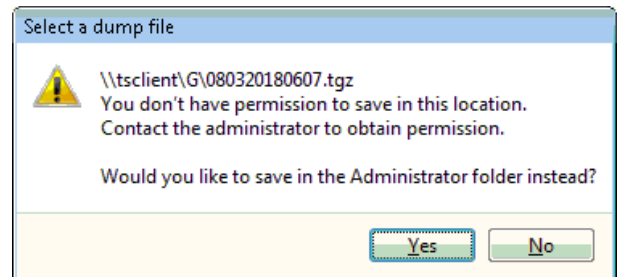 Select a dump file
\\tsclient\G\080320180607.tgz
You don't have permission to save in this location.
Contact the administrator to obtain permission.
Would you like to save in the Administrator folder instead?
Yes
No